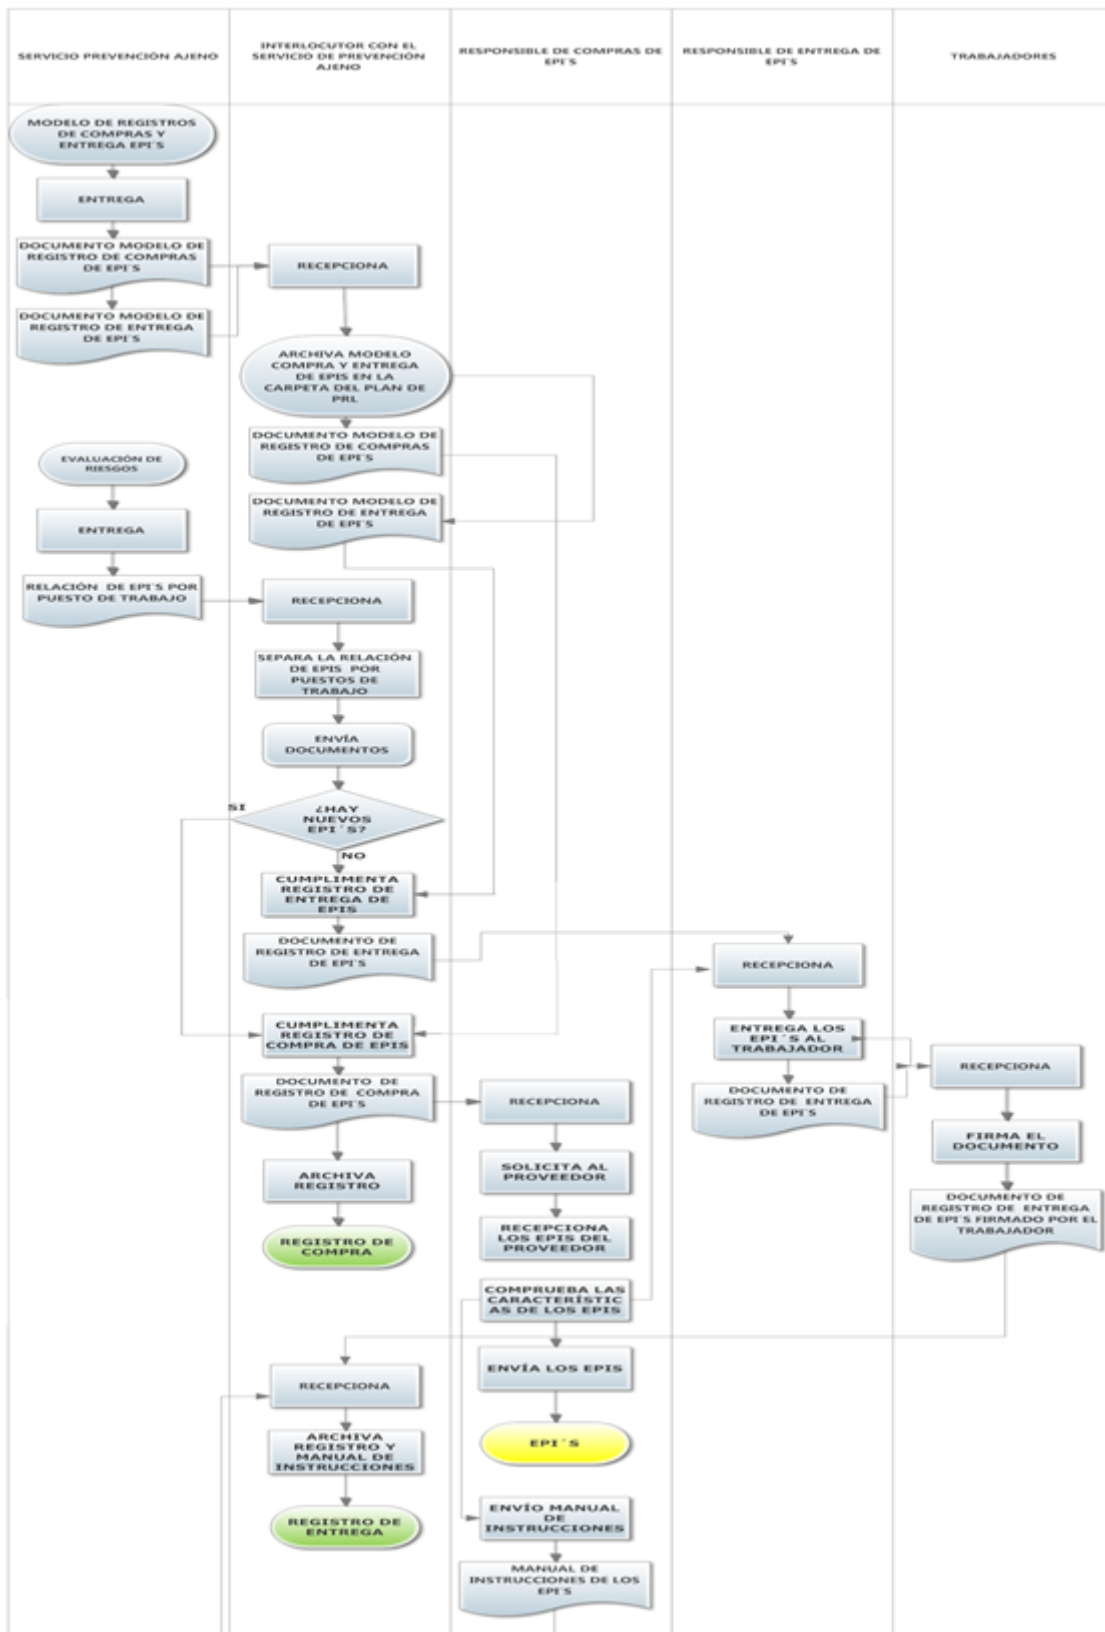 SERVICIO PREVENCIÓN AJENO
INTERLOCUTOR CON EL
SERVICIO DE PREVENCIÓN
AJENO
RESPONSIBLE DE COMPRAS DE
EPI´S
RESPONSIBLE DE ENTREGA DE
EPI´S
TRABAJADORES
MODELO DE REGISTROS
DE COMPRAS Y
ENTREGA EPI´S
ENTREGA
DOCUMENTO MODELO DE
REGISTRO DE COMPRAS
DE EPI´S
DOCUMENTO MODELO DE
REGISTRO DE ENTREGA
DE EPI´S
RECEPCIONA
ARCHIVA MODELO
COMPRA Y ENTREGA
DE EPIS EN LA
CARPETA DEL PLAN DE
PRL
DOCUMENTO MODELO DE
REGISTRO DE COMPRAS
DE EPI´S
DOCUMENTO MODELO DE
REGISTRO DE ENTREGA
DE EPI´S
EVALUACIÓN DE
RIESGOS
ENTREGA
RELACIÓN DE EPI´S POR
PUESTO DE TRABAJO
RECEPCIONA
SEPARA LA RELACIÓN
DE EPIS POR
PUESTOS DE
TRABAJO
ENVÍA
DOCUMENTOS
SI
¿HAY
NUEVOS
EPI´S?
NO
CUMPLIMENTA
REGISTRO DE
ENTREGA DE
EPIS
DOCUMENTO DE
REGISTRO DE ENTREGA
DE EPI´S
RECEPCIONA
ENTREGA LOS
EPI´S AL
TRABAJADOR
DOCUMENTO DE
REGISTRO DE ENTREGA
DE EPI´S
RECEPCIONA
FIRMA EL
DOCUMENTO
DOCUMENTO DE
REGISTRO DE ENTREGA
DE EPI´S FIRMADO POR EL
TRABAJADOR
CUMPLIMENTA
REGISTRO DE
COMPRA DE EPIS
DOCUMENTO DE
REGISTRO DE COMPRA
DE EPI´S
ARCHIVA
REGISTRO
REGISTRO DE
COMPRA
RECEPCIONA
SOLICITA AL
PROVEEDOR
RECEPCIONA
LOS EPIS DEL
PROVEEDOR
COMPRUEBA LAS
CARACTERÍSTIC
AS DE LOS EPIS
ENVÍA LOS EPIS
EPI´S
RECEPCIONA
ARCHIVA
REGISTRO Y
MANUAL DE
INSTRUCCIONES
REGISTRO DE
ENTREGA
ENVÍO MANUAL
DE
INSTRUCCIONES
MANUAL DE
INSTRUCCIONES DE LOS
EPI´S